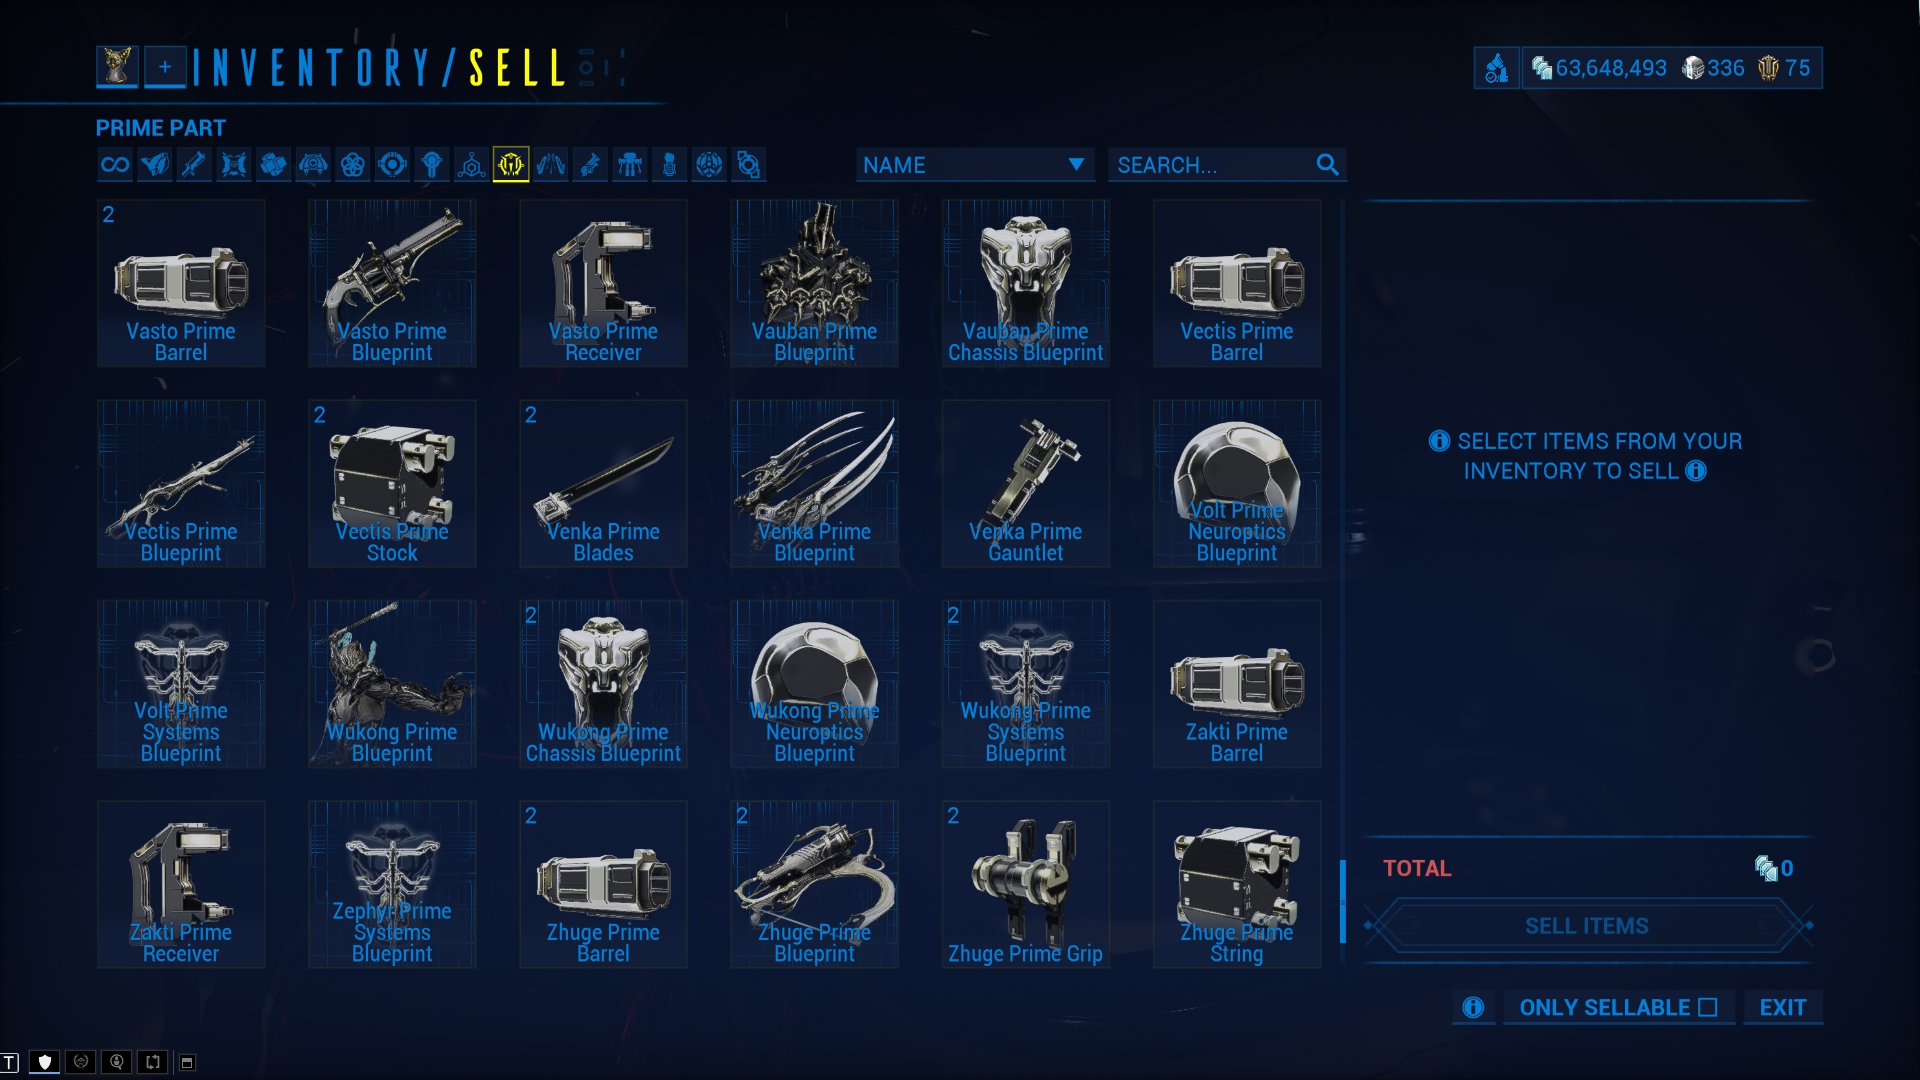 + INVENTORY/SELL
63,648,493 336 75
PRIME PART
NAME
SEARCH...
2
Vasto Prime
Barrel
Vasto Prime
Blueprint
Vasto Prime
Receiver
Vauban Prime
Blueprint
Vauban Prime
Chassis Blueprint
Vectis Prime
Barrel
Vectis Prime
Blueprint
2
Vectis Prime
Stock
2
Venka Prime
Blades
Venka Prime
Blueprint
Venka Prime
Gauntlet
Volt Prime
Neuroptics
Blueprint
SELECT ITEMS FROM YOUR
INVENTORY TO SELL
Volt Prime
Systems
Blueprint
Wukong Prime
Blueprint
2
Wukong Prime
Chassis Blueprint
Wukong Prime
Neuroptics
Blueprint
2
Wukong Prime
Systems
Blueprint
Zakti Prime
Barrel
Zakti Prime
Receiver
Zephyr Prime
Systems
Blueprint
2
Zhuge Prime
Barrel
2
Zhuge Prime
Blueprint
2
Zhuge Prime Grip
Zhuge Prime
String
TOTAL 0
SELL ITEMS
ONLY SELLABLE
EXIT
T